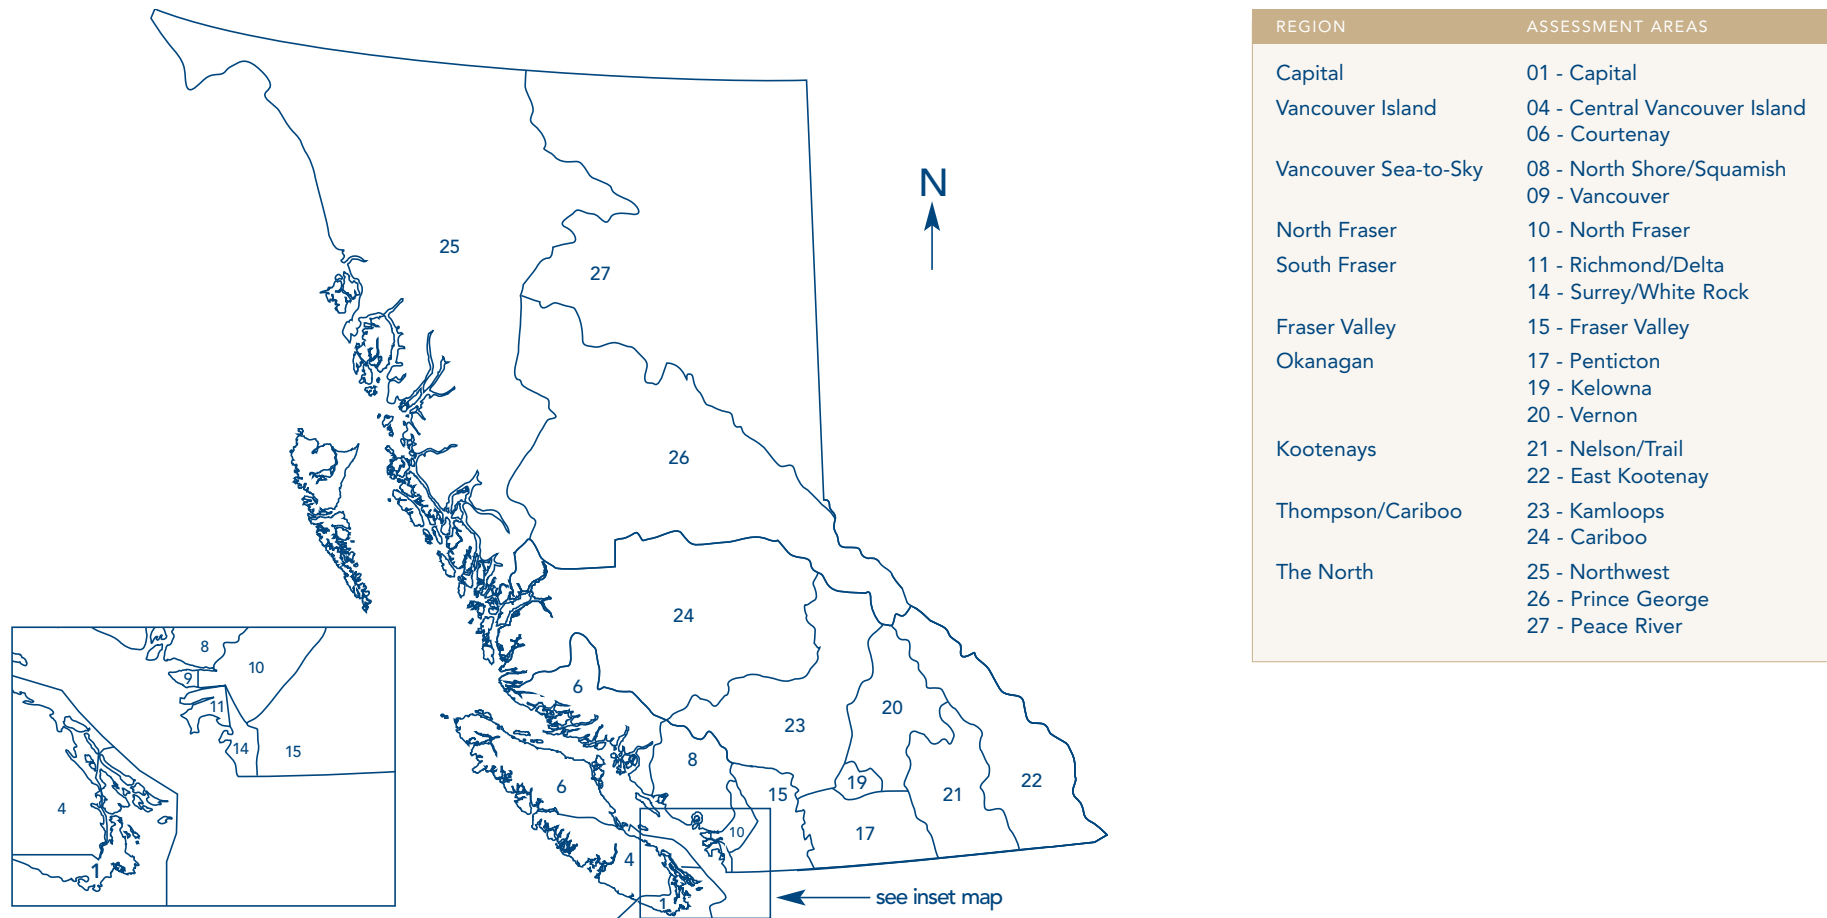 REGION ASSESSMENT AREAS
Capital 01 - Capital
Vancouver Island 04 - Central Vancouver Island
06 - Courtenay
Vancouver Sea-to-Sky 08 - North Shore/Squamish
09 - Vancouver
North Fraser 10 - North Fraser
South Fraser 11 - Richmond/Delta
14 - Surrey/White Rock
Fraser Valley 15 - Fraser Valley
Okanagan 17 - Penticton
19 - Kelowna
20 - Vernon
Kootenays 21 - Nelson/Trail
22 - East Kootenay
Thompson/Cariboo 23 - Kamloops
24 - Cariboo
The North 25 - Northwest
26 - Prince George
27 - Peace River
N
25
27
26
24
6
23
20
8
6
15
19
21
22
10
17
4
1
see inset map
8
10
9
11
14
15
4
1